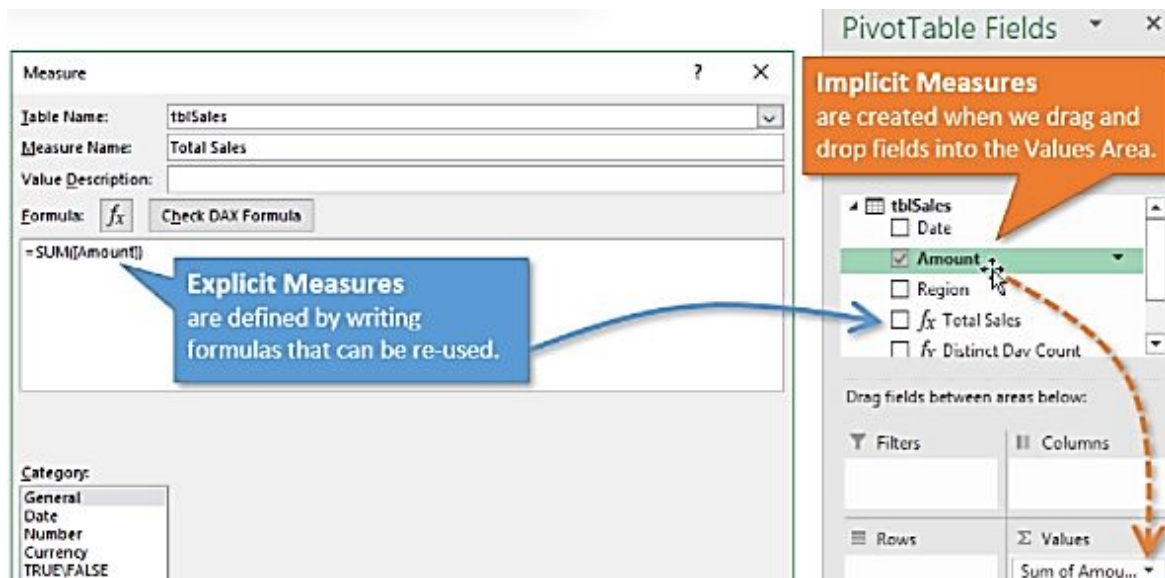 PivotTable Fields
Measure
? ×
Table Name: tblSales
Measure Name: Total Sales
Value Description:
Formula: fx Check DAX Formula
=SUM([Amount])
Explicit Measures
are defined by writing
formulas that can be re-used.
Category:
General
Date
Number
Currency
TRUE\FALSE
Implicit Measures
are created when we drag and
drop fields into the Values Area.
tblSales
Date
Amount
Region
fx Total Sales
fx Distinct Day Count
Drag fields between areas below:
Filters
Columns
Rows
Σ Values
Sum of Amou...